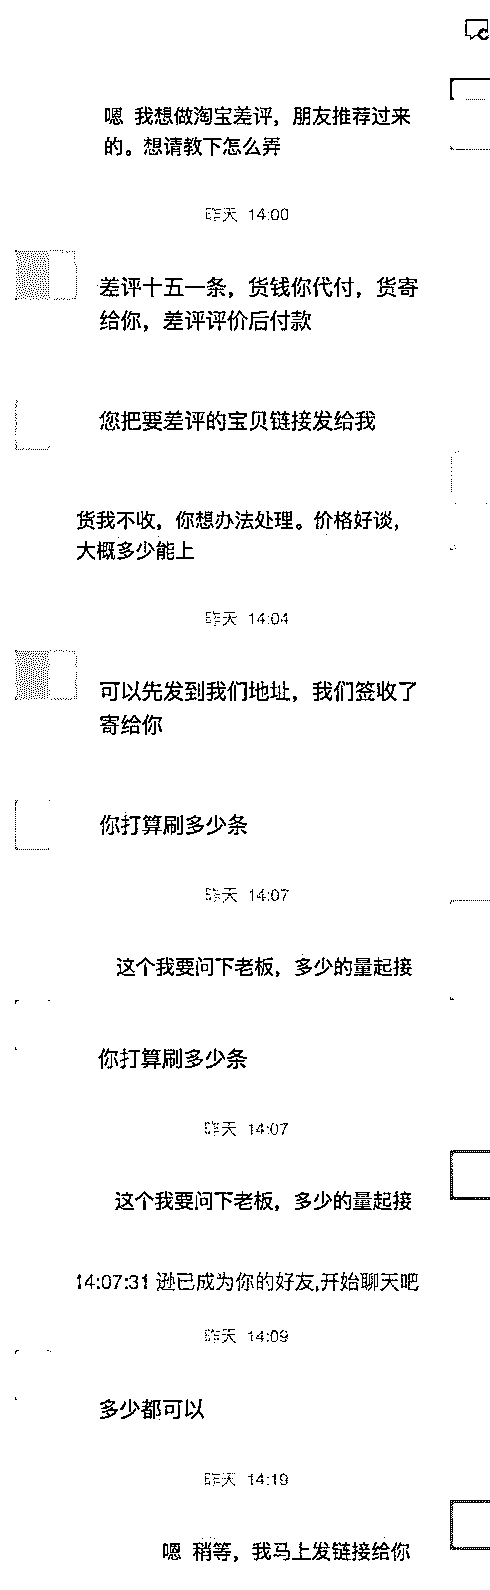 嗯 我想做淘宝差评，朋友推荐过来
的。想请教下怎么弄
昨天 14:00
差评十五一条，货钱你代付，货寄
给你，差评评价后付款
您把要差评的宝贝链接发给我
货我不收，你想办法处理。价格好谈，
大概多少能上
昨天 14:04
可以先发到我们地址，我们签收了
寄给你
你打算刷多少条
昨天 14:07
这个我要问下老板，多少的量起接
你打算刷多少条
昨天 14:07
这个我要问下老板，多少的量起接
14:07:31 逊已成为你的好友,开始聊天吧
昨天 14:09
多少都可以
昨天 14:19
嗯 稍等，我马上发链接给你